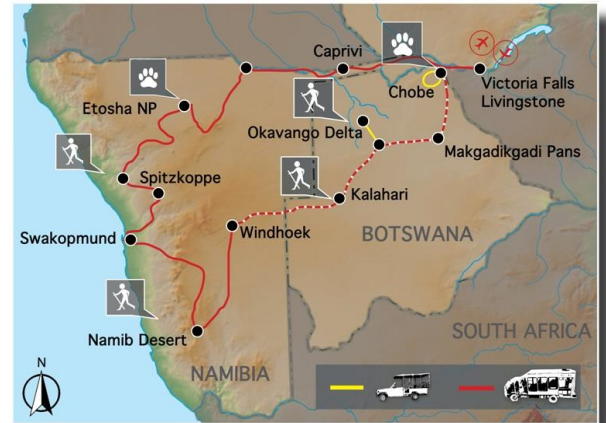 Caprivi
Etosha NP
Chobe
Victoria Falls
Livingstone
Okavango Delta
Makgadikgadi Pans
Spitzkoppe
Kalahari
Swakopmund
Windhoek
BOTSWANA
Namib Desert
SOUTH AFRICA
NAMIBIA
N